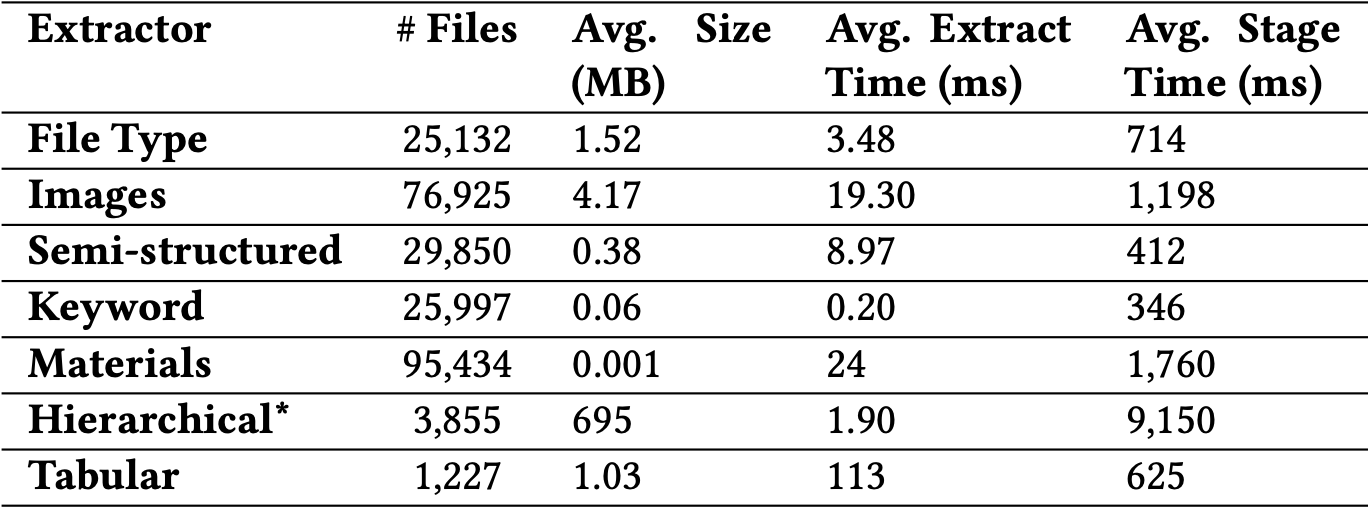 Extractor # Files Avg. Size (MB) Avg. Extract Time (ms) Avg. Stage Time (ms)
File Type 25,132 1.52 3.48 714
Images 76,925 4.17 19.30 1,198
Semi-structured 29,850 0.38 8.97 412
Keyword 25,997 0.06 0.20 346
Materials 95,434 0.001 24 1,760
Hierarchical* 3,855 695 1.90 9,150
Tabular 1,227 1.03 113 625